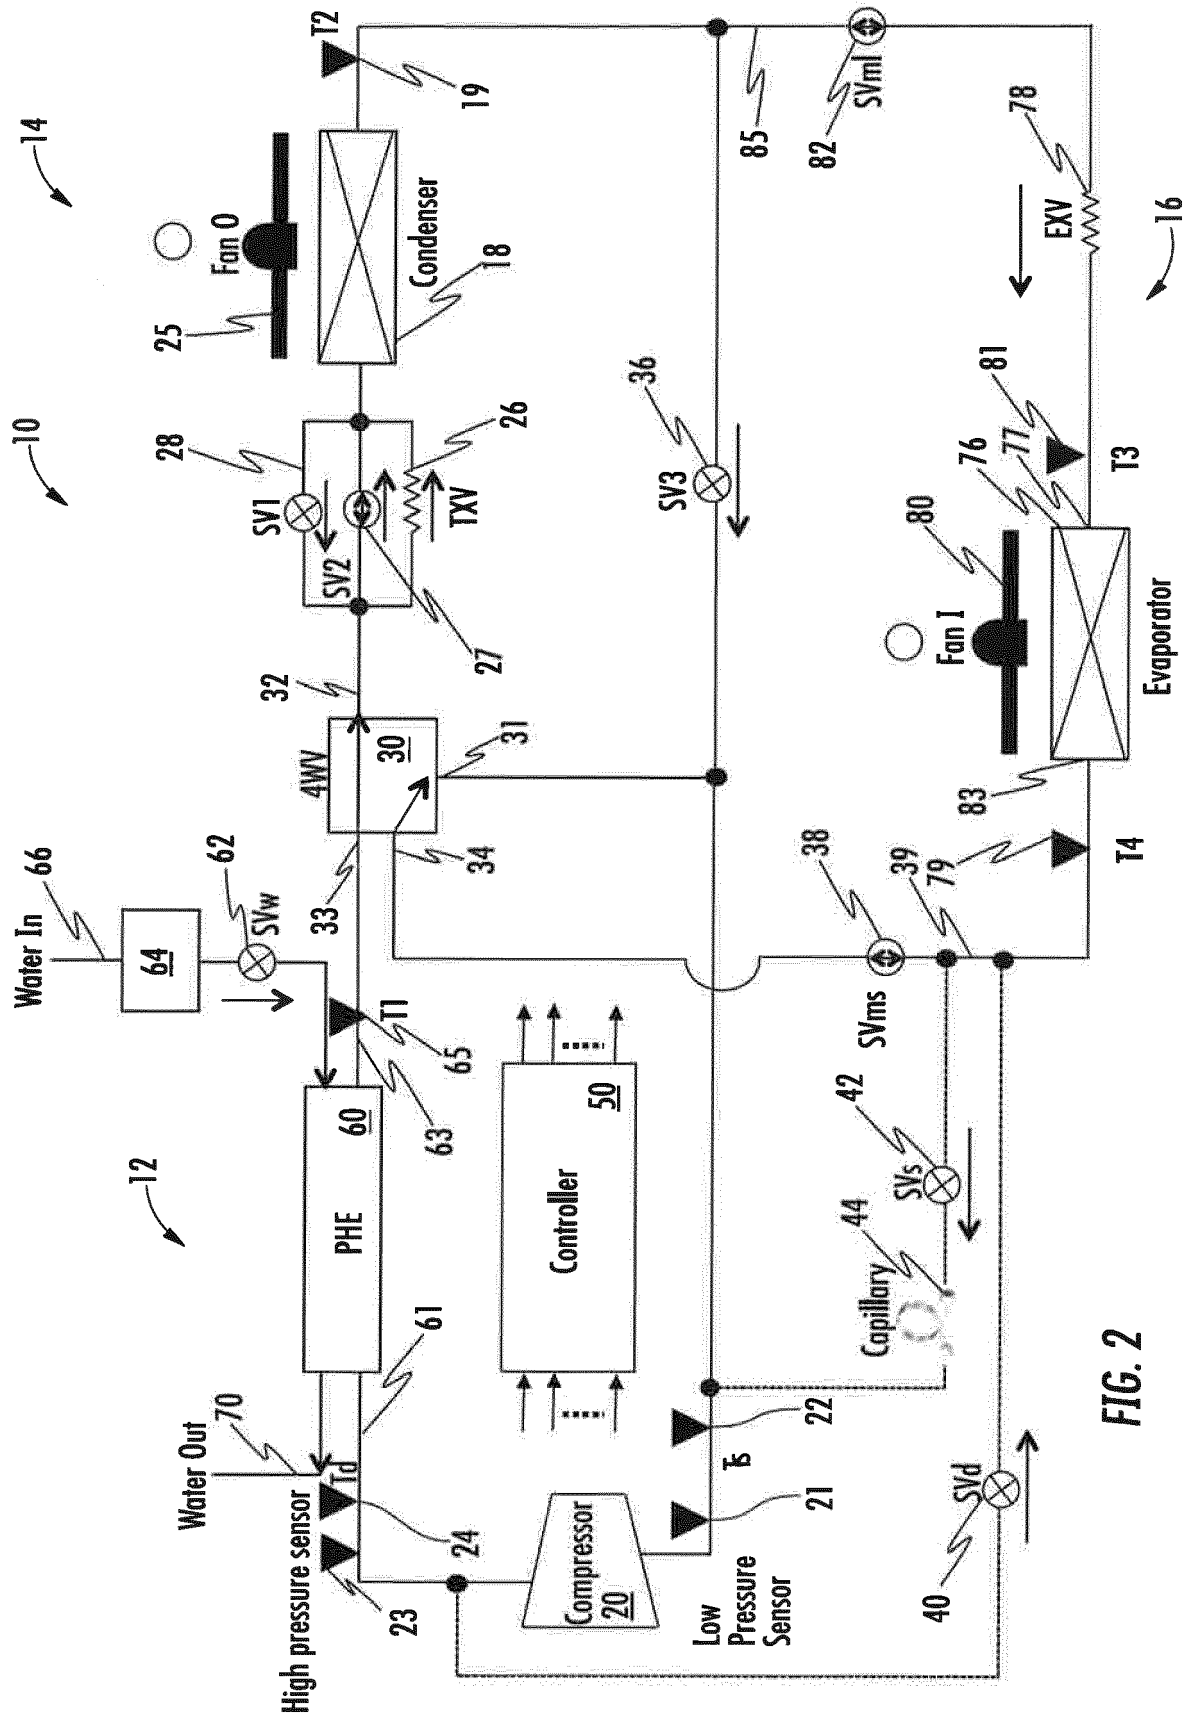 14
10
16
12
T2
19
Fan O
25
Condenser
18
85
82
SVml
78
EXV
28
SV1
SV2
TXV
26
27
32
36
SV3
81
T3
77
76
80
Fan I
Evaporator
83
4WV
30
31
33
34
38
39
79
T4
SVms
Water In
66
64
62
SVw
T1
65
63
60
PHE
50
Controller
42
SVs
44
Capillary
61
Water Out
70
Td
24
23
High pressure sensor
Compressor
20
22
Ts
21
Low
Pressure
Sensor
SVd
40
FIG. 2